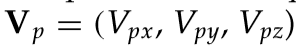 V_p = (V_px, V_py, V_pz)